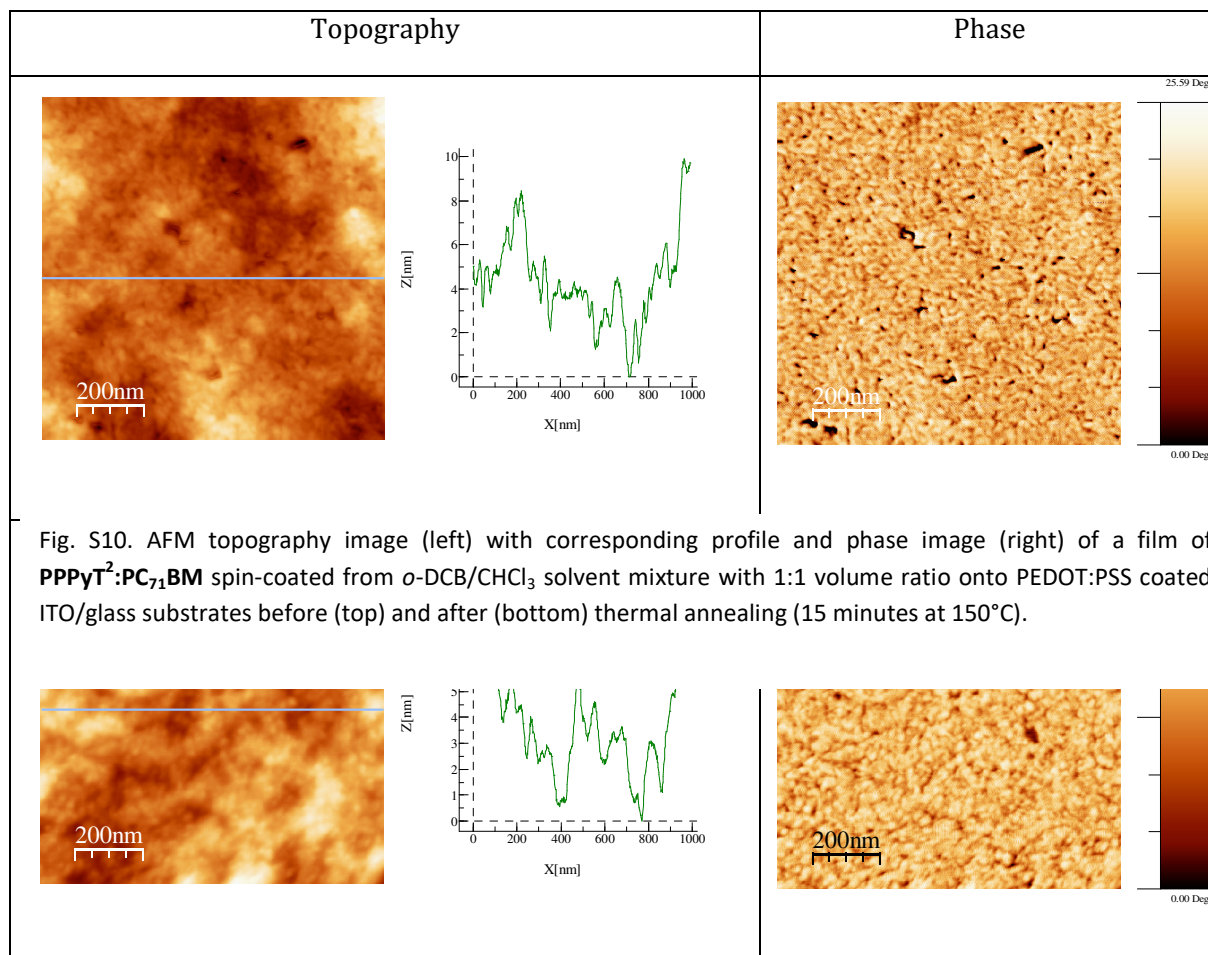 Topography
Phase
200nm
10
8
6
4
2
0
Z[nm]
0 200 400 600 800 1000
X[nm]
200nm
25.59 Deg
0.00 Deg
Fig. S10. AFM topography image (left) with corresponding profile and phase image (right) of a film of
PPPyT²:PC₇₁BM spin-coated from o-DCB/CHCl₃ solvent mixture with 1:1 volume ratio onto PEDOT:PSS coated
ITO/glass substrates before (top) and after (bottom) thermal annealing (15 minutes at 150°C).
200nm
5
4
3
2
1
0
Z[nm]
0 200 400 600 800 1000
X[nm]
200nm
0.00 Deg